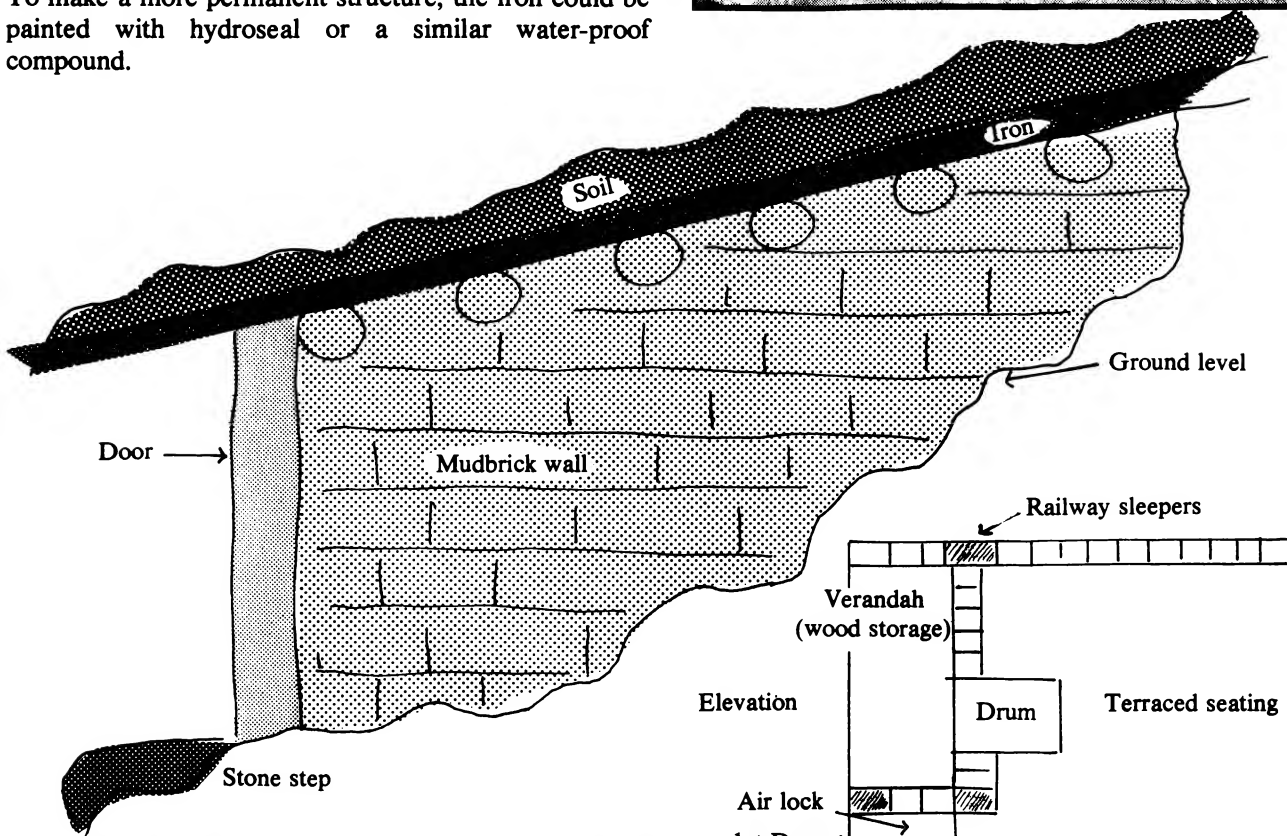 To make a more permanent structure, the iron could be
painted with hydroseal or a similar water-proof
compound.
Iron
Soil
Ground level
Door
Mudbrick wall
Railway sleepers
Verandah
(wood storage)
Elevation
Drum
Terraced seating
Stone step
Air lock